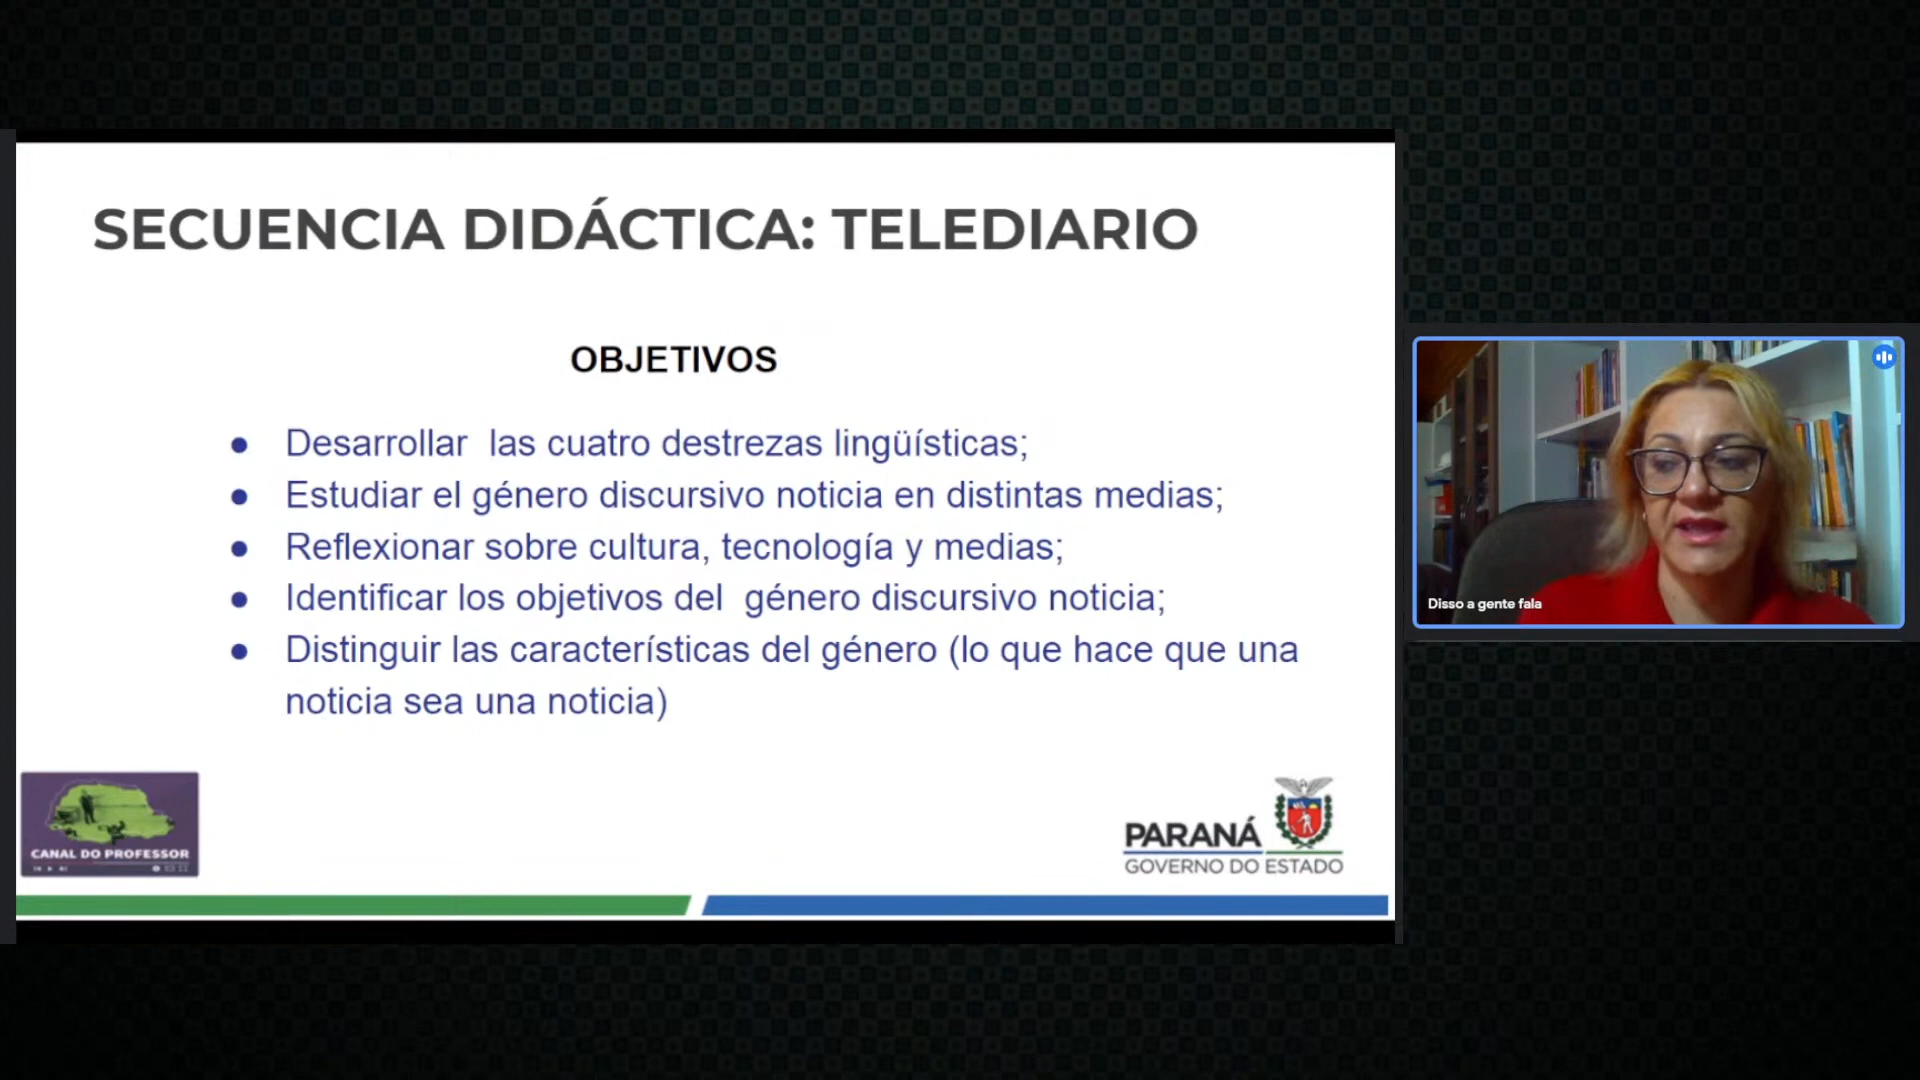 SECUENCIA DIDÁCTICA: TELEDIARIO
OBJETIVOS
● Desarrollar las cuatro destrezas lingüísticas;
● Estudiar el género discursivo noticia en distintas medias;
● Reflexionar sobre cultura, tecnología y medias;
● Identificar los objetivos del género discursivo noticia;
● Distinguir las características del género (lo que hace que una
noticia sea una noticia)
CANAL DO PROFESSOR
PARANÁ
GOVERNO DO ESTADO
Disso a gente fala